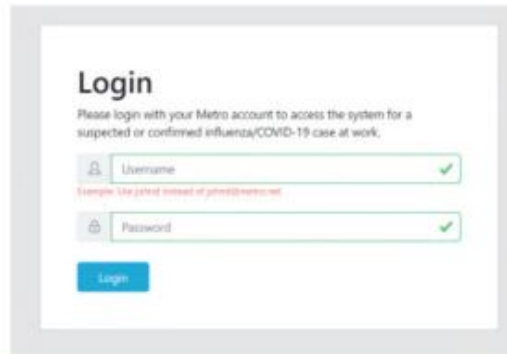 Login
Please login with your Metro account to access the system for a
suspected or confirmed influenza/COVID-19 case at work.
Username
Example: Use johnd instead of johnd@metro.net
Password
Login